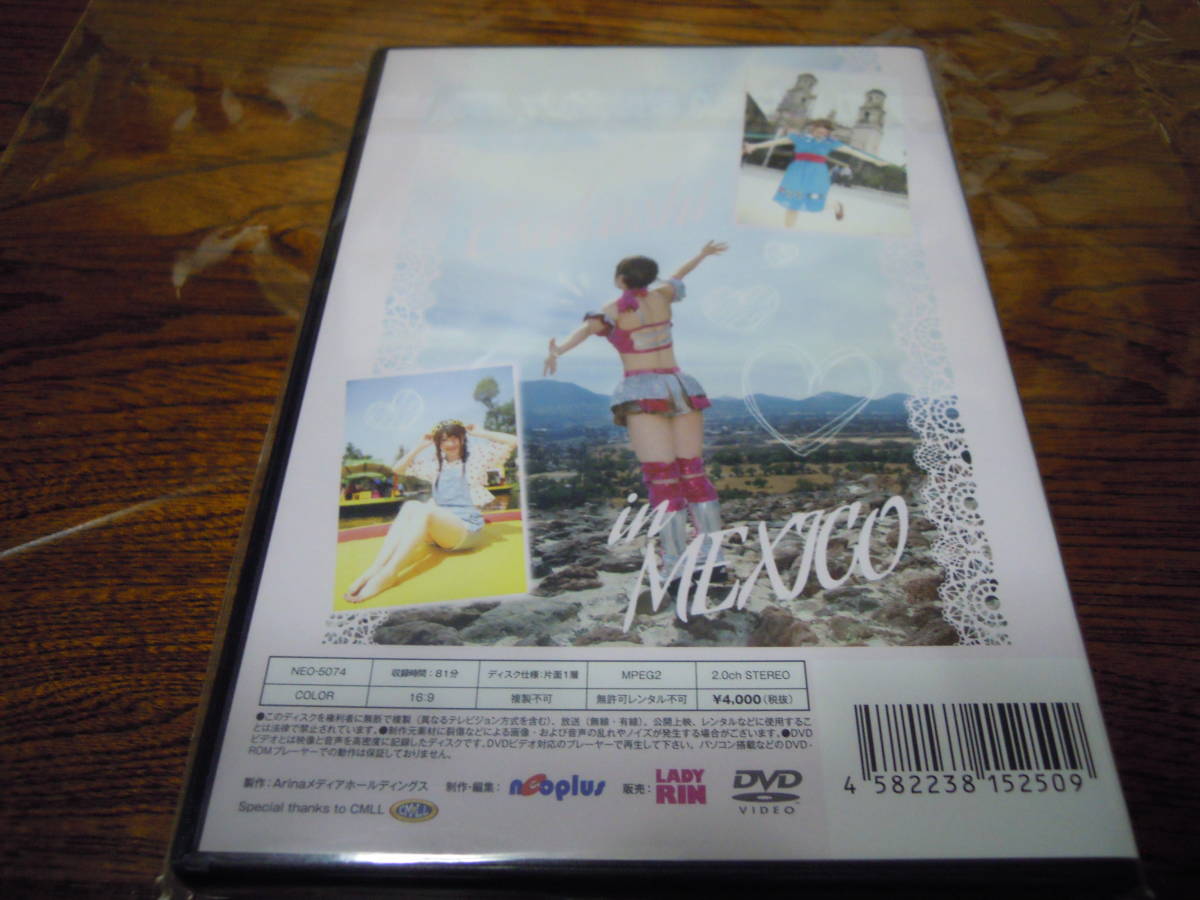 in
MEXICO
NEO-5074 収録時間:81分 ディスク仕様:片面1層 MPEG2 2.0ch STEREO
COLOR 16:9 複製不可 無許可レンタル不可 ¥4,000(税抜)
●このディスクを権利者に無断で複製(異なるテレビジョン方式を含む)、放送(無線・有線)、公開上映、レンタルなどに使用するこ
とは法律で禁止されています。●制作元素材に裂傷などによる画像・および音声の乱れやノイズが発生する場合がございます。●DVD
ビデオとは映像と音声を高密度に記録したディスクです。DVDビデオ対応のプレーヤーで再生して下さい。パソコン搭載などのDVD-
ROMプレーヤーでの動作は保証しておりません。
製作:Arinaメディアホールディングス 制作・編集: neoplus 販売: LADY
RIN
DVD
VIDEO
Special thanks to CMLL CMLL
4 582238 152509